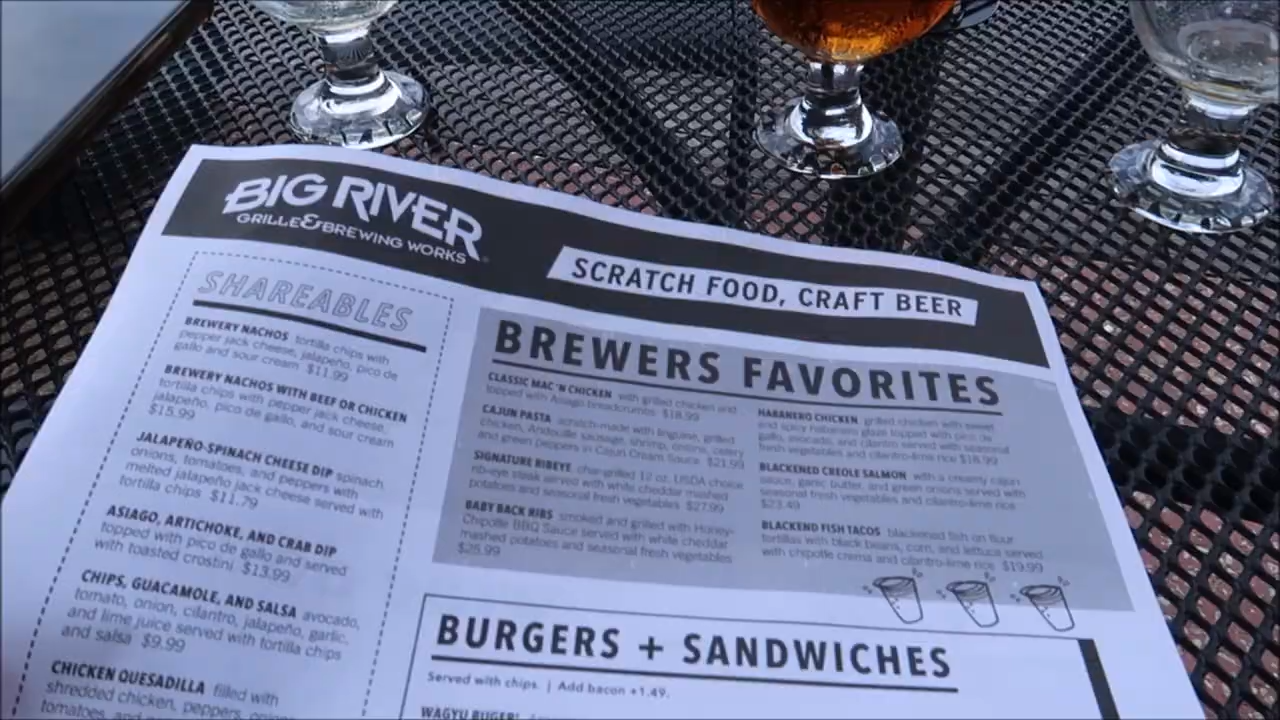 BIG RIVER
GRILLE & BREWING WORKS
SCRATCH FOOD, CRAFT BEER
SHAREABLES
BREWERY NACHOS tortilla chips with
pepper jack cheese, jalapeño, pico de
gallo and sour cream $11.99
BREWERY NACHOS WITH BEEF OR CHICKEN
tortilla chips with pepper jack cheese,
jalapeño, pico de gallo, and sour cream
$15.99
JALAPEÑO-SPINACH CHEESE DIP spinach,
onions, tomatoes, and peppers with
melted jalapeño jack cheese served with
tortilla chips $11.79
ASIAGO, ARTICHOKE, AND CRAB DIP
topped with pico de gallo and served
with toasted crostini $13.99
CHIPS, GUACAMOLE, AND SALSA avocado,
tomato, onion, cilantro, jalapeño, garlic,
and lime juice served with tortilla chips
and salsa $9.99
CHICKEN QUESADILLA filled with
shredded chicken, peppers, onions,
tomatoes, and
BREWERS FAVORITES
CLASSIC MAC 'N CHICKEN with grilled chicken and
topped with Asiago breadcrumbs $18.99
CAJUN PASTA scratch-made with linguine, grilled
chicken, Andouille sausage, shrimp, onions, celery
and green peppers in Cajun Cream Sauce $21.99
SIGNATURE RIBEYE char-grilled 12 oz. USDA choice
rib-eye steak served with white cheddar mashed
potatoes and seasonal fresh vegetables $27.99
BABY BACK RIBS smoked and grilled with Honey-
Chipotle BBQ Sauce served with white cheddar
mashed potatoes and seasonal fresh vegetables
$25.99
HABANERO CHICKEN grilled chicken with sweet
and spicy habanero glaze topped with pico de
gallo, avocado, and cilantro served with seasonal
fresh vegetables and cilantro-lime rice $18.99
BLACKENED CREOLE SALMON with a creamy cajun
sauce, garlic butter, and green onions served with
seasonal fresh vegetables and cilantro-lime rice
$23.49
BLACKEND FISH TACOS blackened fish on flour
tortillas with black beans, corn, and lettuce served
with chipotle crema and cilantro-lime rice $19.99
BURGERS + SANDWICHES
Served with chips. | Add bacon +1.49.
WAGYU BUGER!